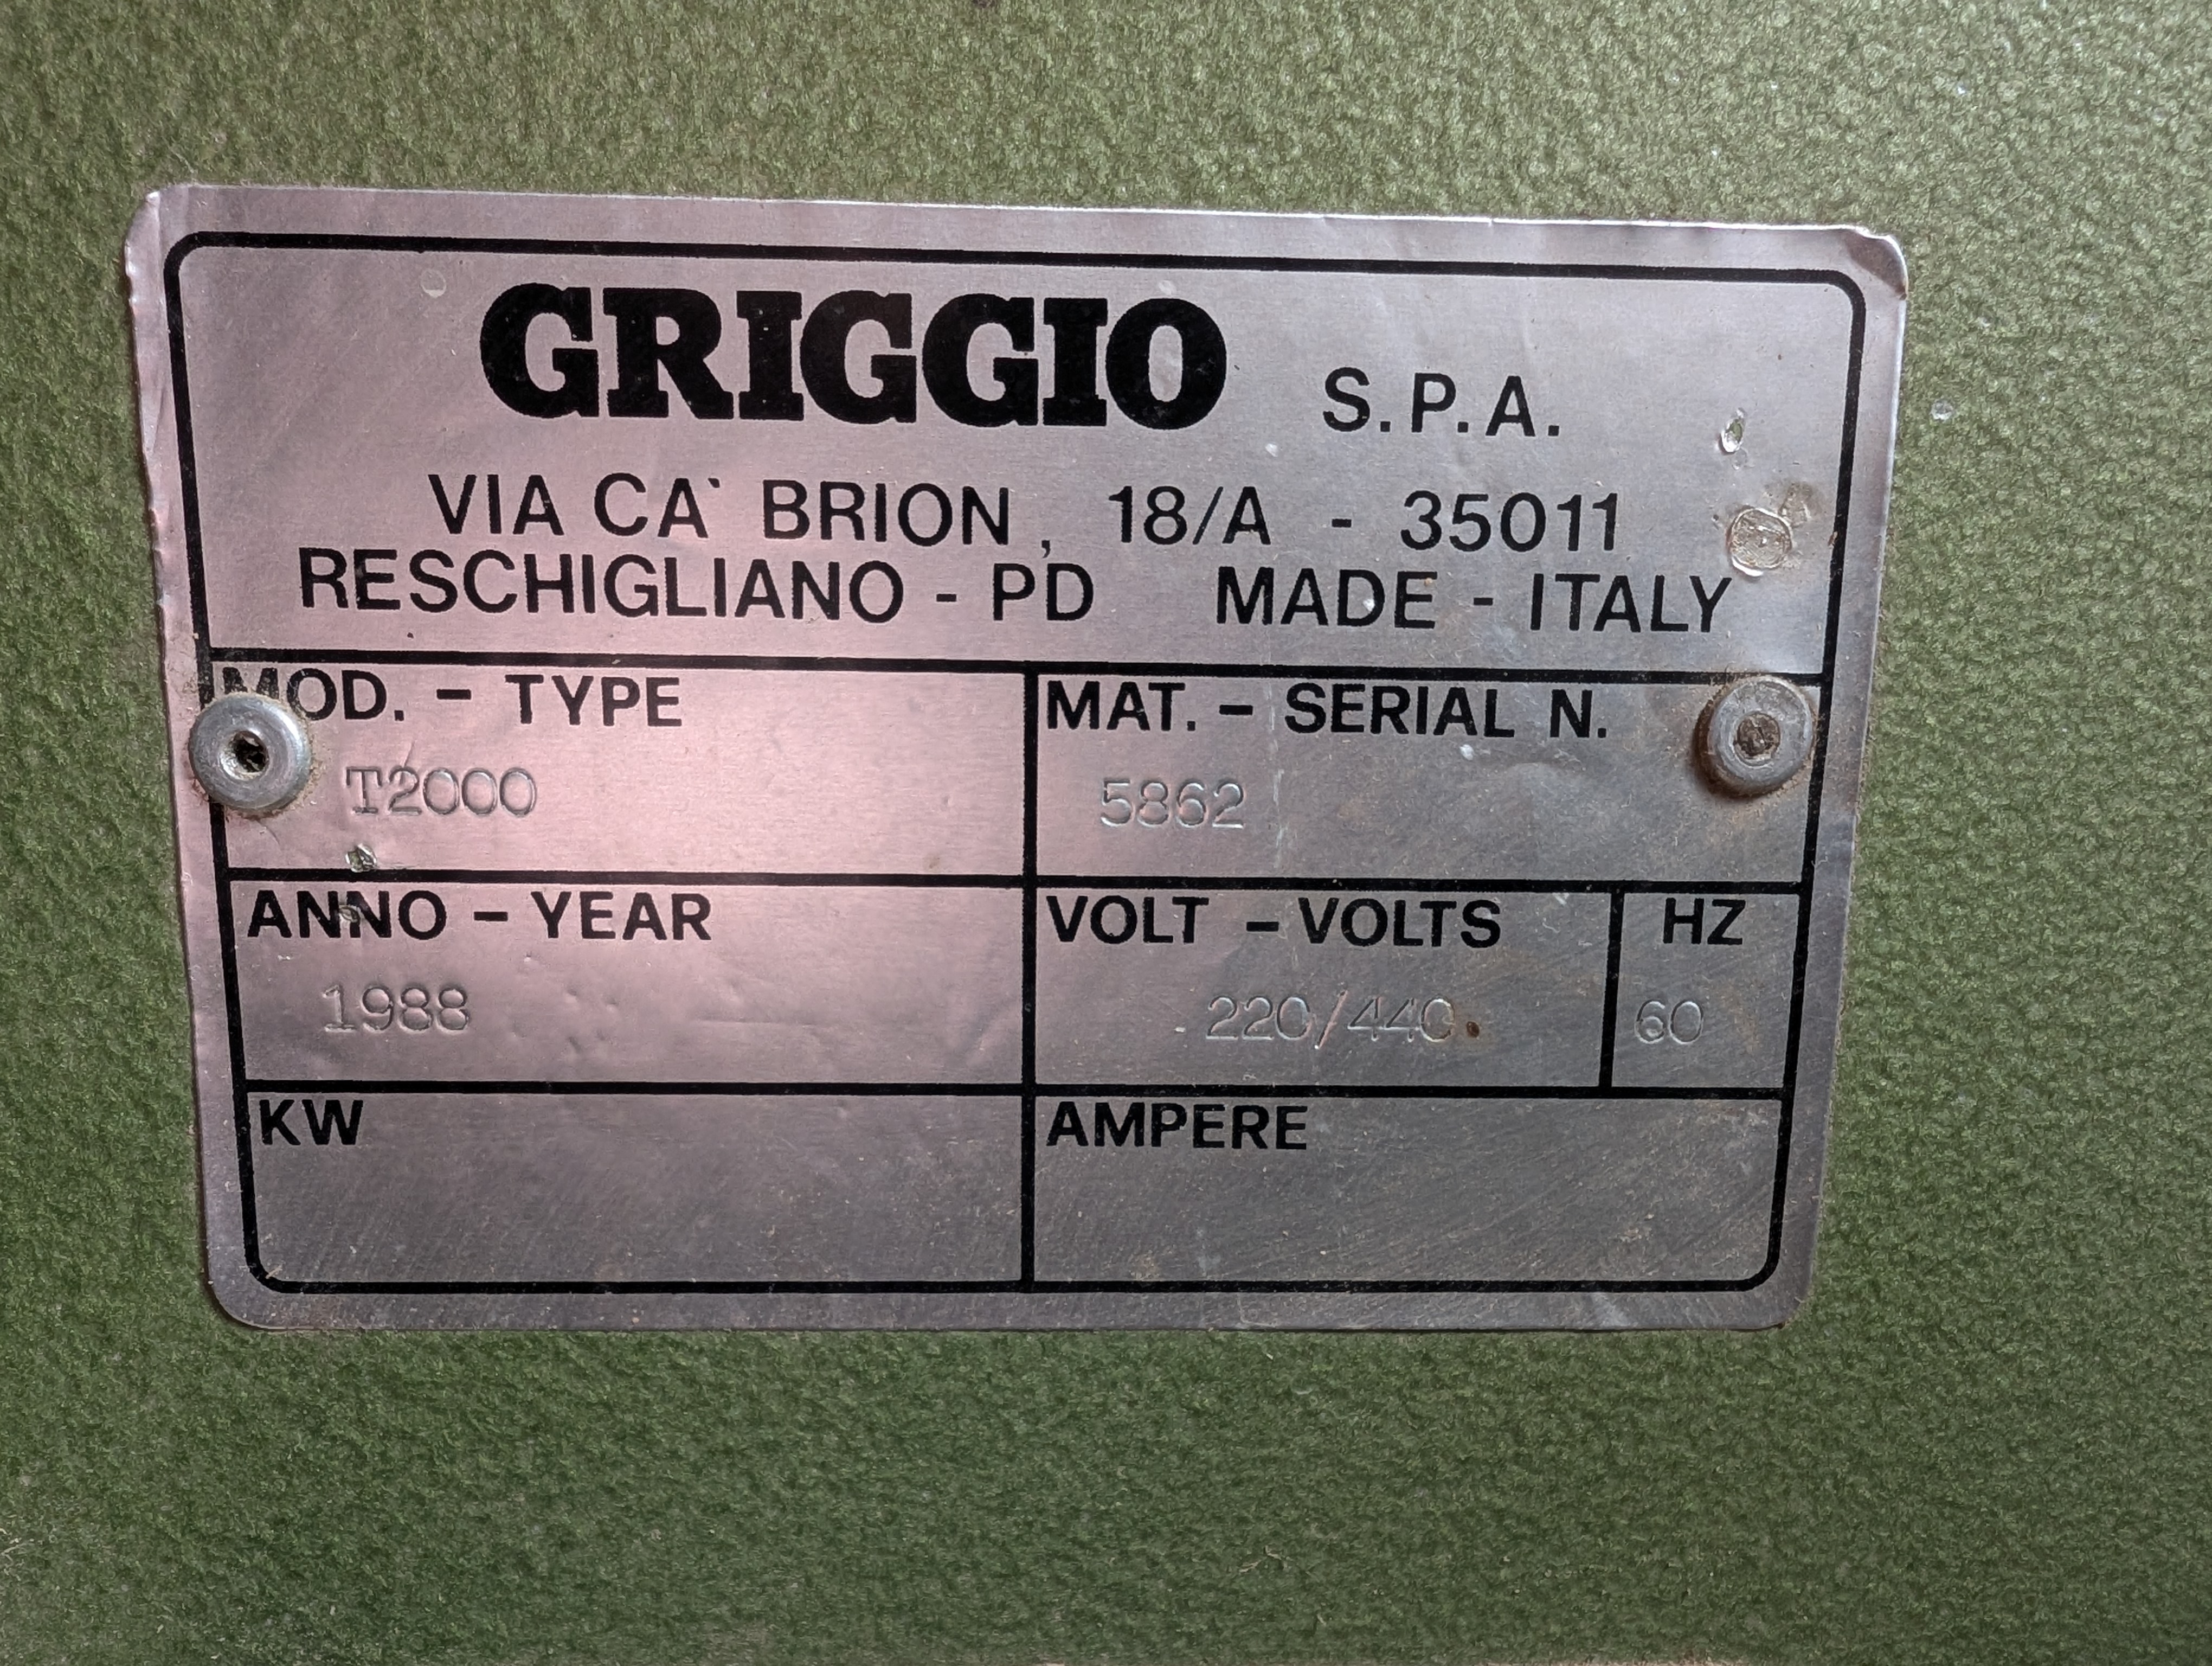 GRIGGIO S.P.A.
VIA CA` BRION, 18/A - 35011
RESCHIGLIANO - PD MADE - ITALY
MOD. - TYPE MAT. - SERIAL N.
T2000 5862
ANNO - YEAR VOLT - VOLTS HZ
1988 220/440 60
KW AMPERE